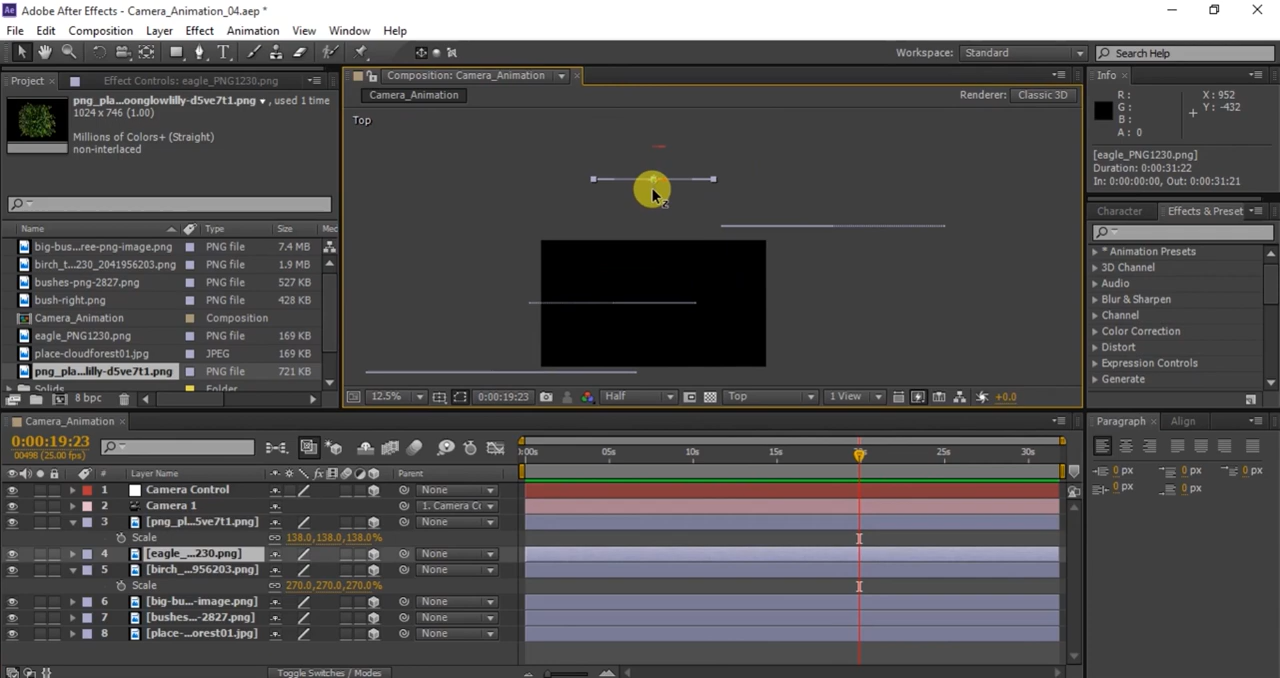 Adobe After Effects - Camera_Animation_04.aep *
File Edit Composition Layer Effect Animation View Window Help
Workspace: Standard
Search Help
Project
Effect Controls: eagle_PNG1230.png
png_pla...oonglowlilly-d5ve7t1.png, used 1 time
1024 x 746 (1.00)
Millions of Colors+ (Straight)
non-interlaced
Name Type Size Med
big-bus...ree-png-image.png PNG file 7.4 MB
birch_t...230_2041956203.png PNG file 1.9 MB
bushes-png-2827.png PNG file 527 KB
bush-right.png PNG file 428 KB
Camera_Animation Composition
eagle_PNG1230.png PNG file 169 KB
place-cloudforest01.jpg JPEG 169 KB
png_pla...lilly-d5ve7t1.png PNG file 721 KB
Solids Folder
8 bpc
Composition: Camera_Animation
Camera_Animation
Renderer: Classic 3D
Top
12.5% 0:00:19:23 Half Top 1 View +0.0
Info
R :
G :
B :
A : 0
X : 952
Y : -432
[eagle_PNG1230.png]
Duration: 0:00:31:22
In: 0:00:00:00, Out: 0:00:31:21
Character Effects & Preset
* Animation Presets
3D Channel
Audio
Blur & Sharpen
Channel
Color Correction
Distort
Expression Controls
Generate
Camera_Animation
0:00:19:23
00498 (25.00 fps)
:00s 05s 10s 15s 25s 30s
# Layer Name fx Parent
1 Camera Control None
2 Camera 1 1. Camera Cc
3 [png_pl...5ve7t1.png] None
Scale 138.0,138.0,138.0%
4 [eagle_...230.png] None
5 [birch_...956203.png] None
Scale 270.0,270.0,270.0%
6 [big-bu...-image.png] None
7 [bushes...-2827.png] None
8 [place-...orest01.jpg] None
Toggle Switches / Modes
Paragraph Align
0 px 0 px 0 px
0 px 0 px